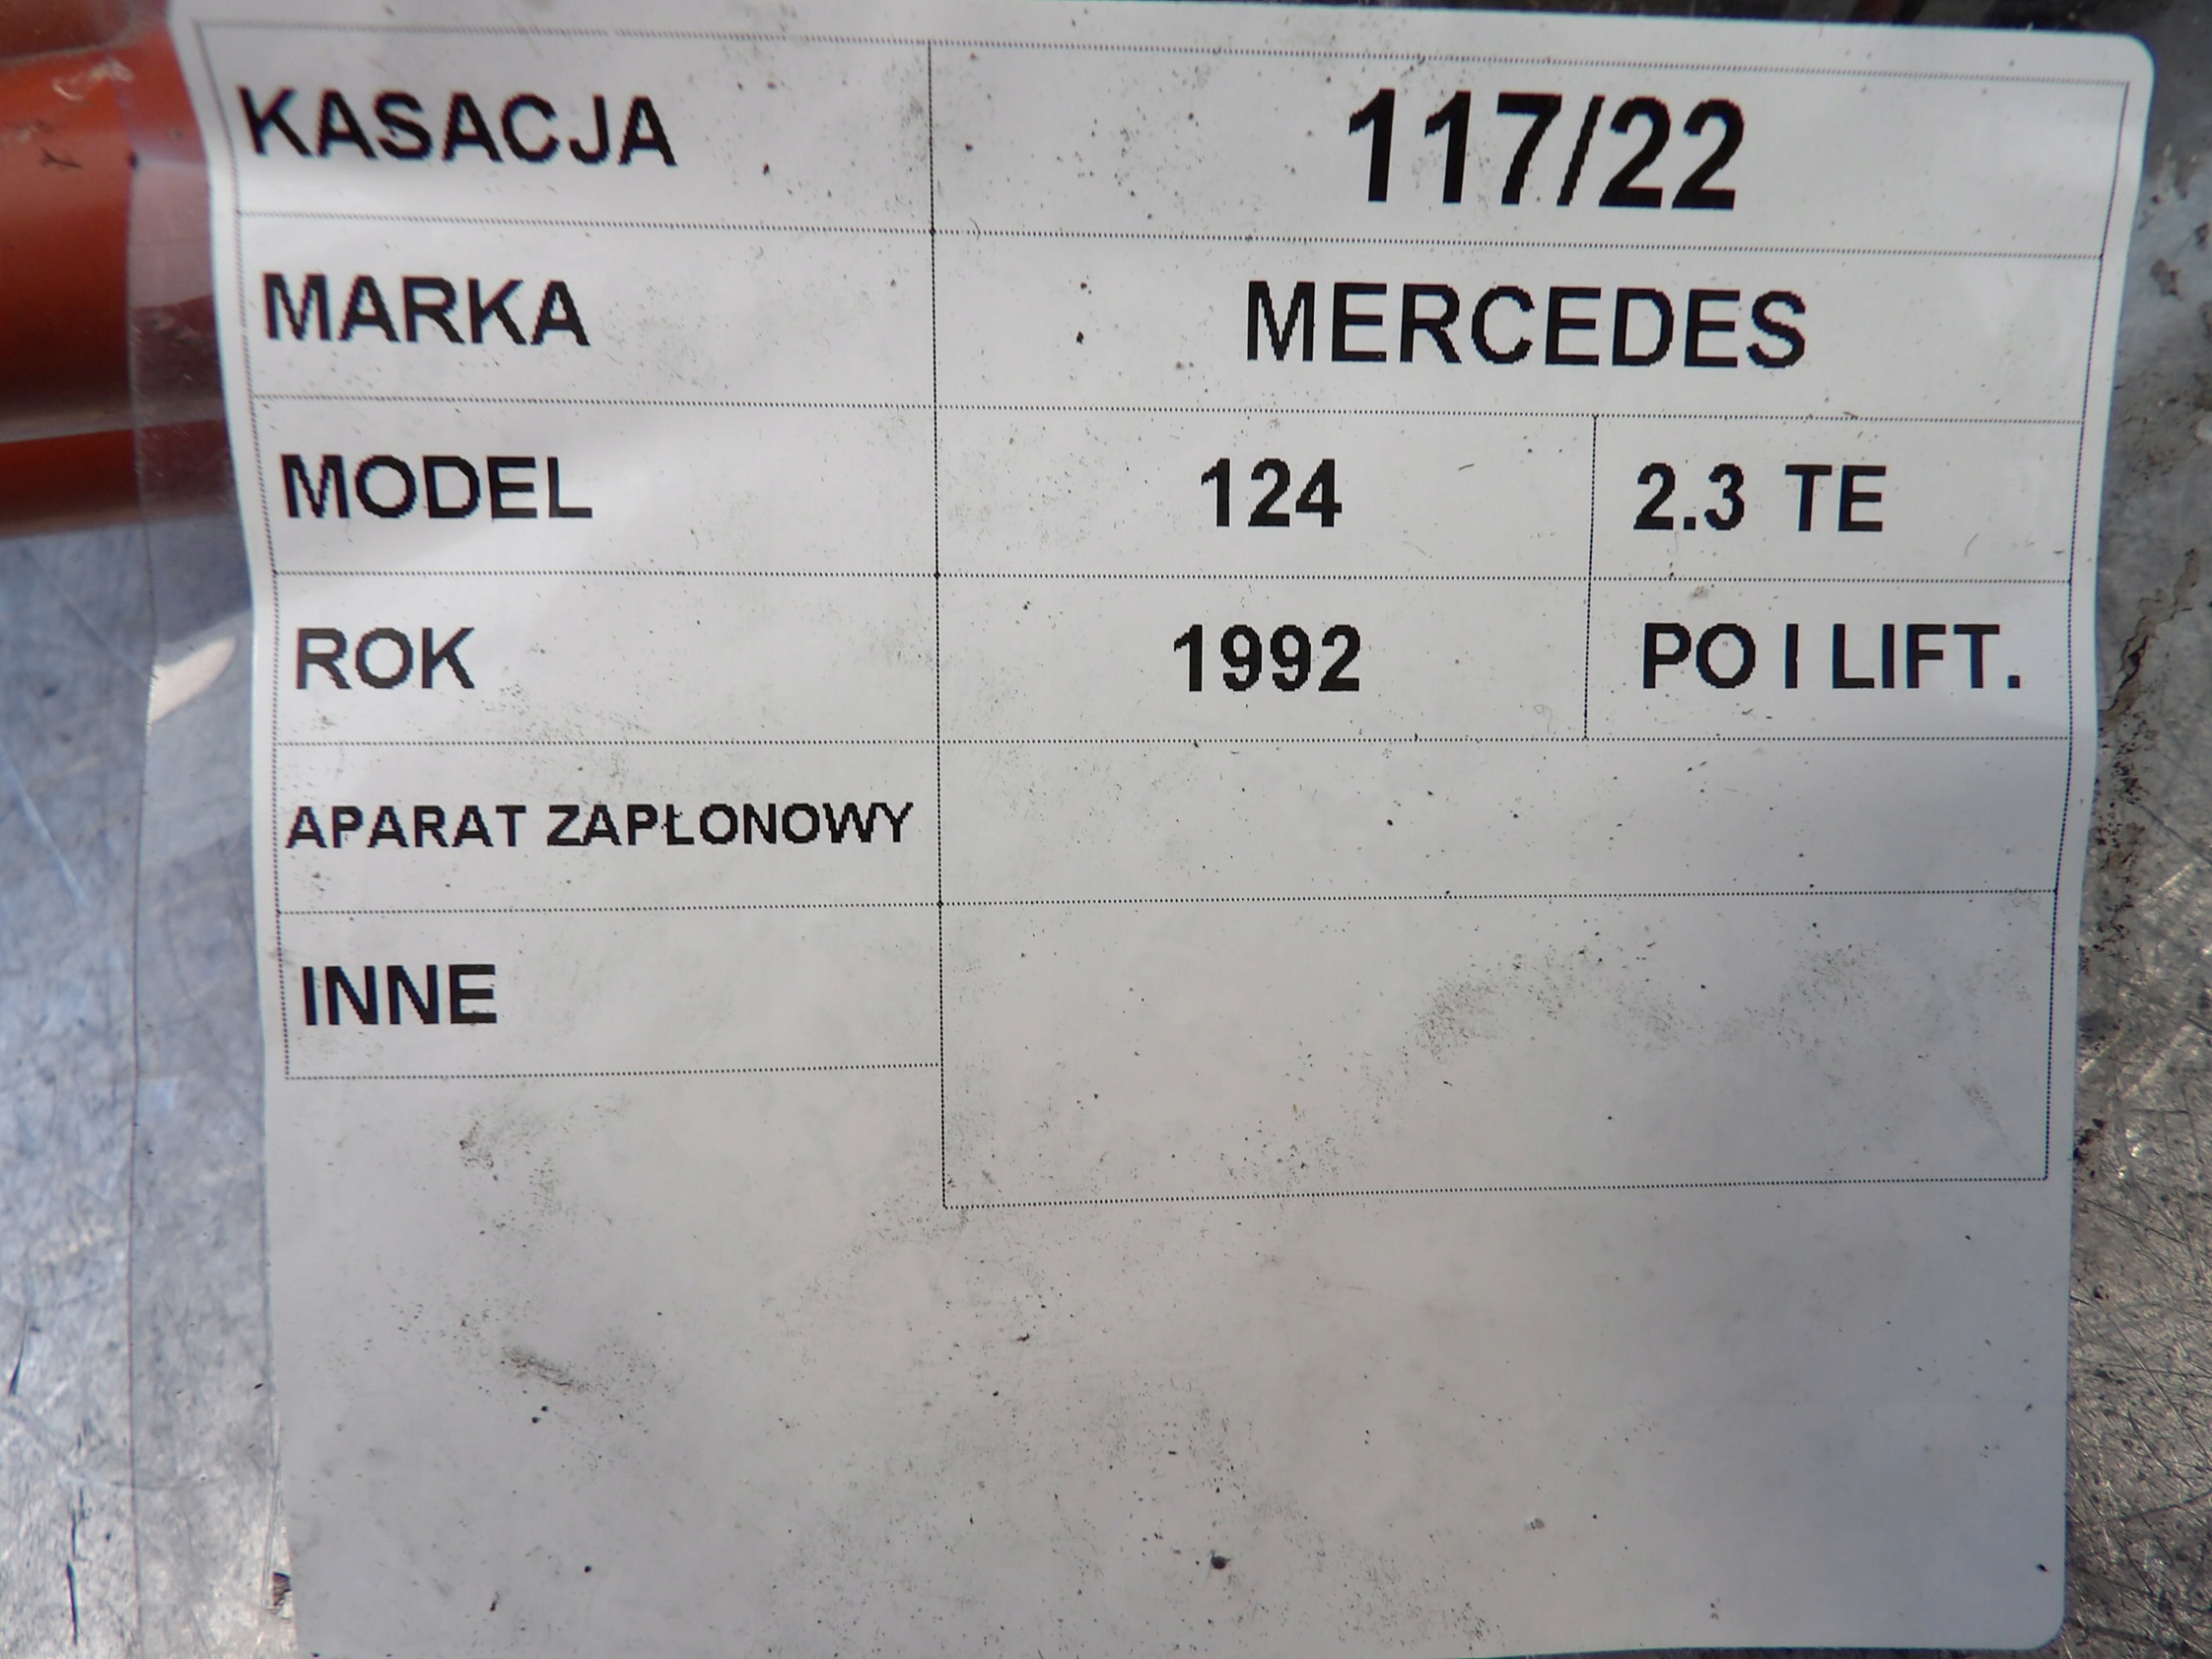 KASACJA 117/22
MARKA MERCEDES
MODEL 124 2.3 TE
ROK 1992 PO I LIFT.
APARAT ZAPŁONOWY
INNE